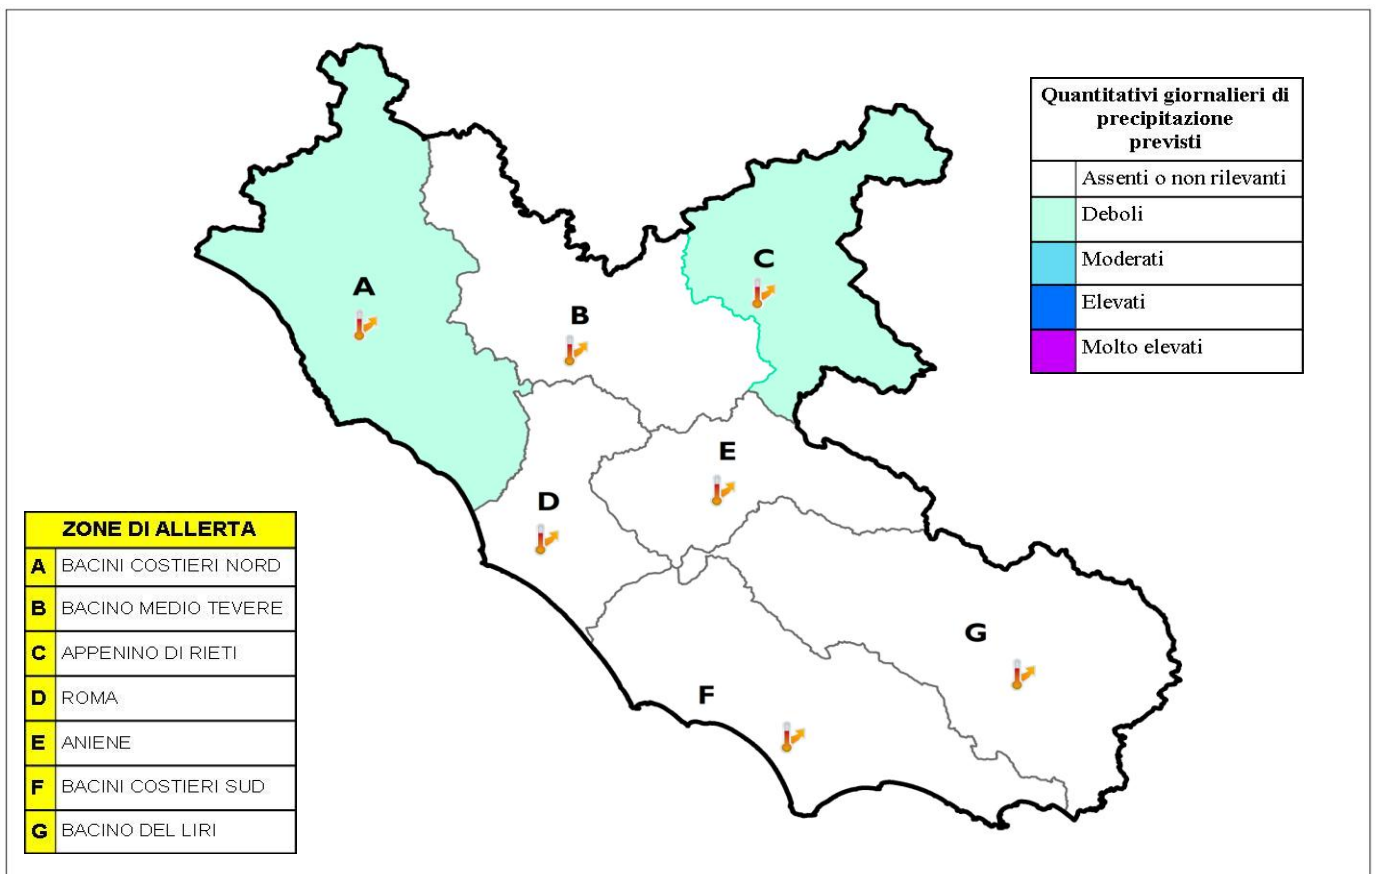 Quantitativi giornalieri di
precipitazione
previsti
Assenti o non rilevanti
Deboli
Moderati
Elevati
Molto elevati
A
B
C
D
E
F
G
ZONE DI ALLERTA
A BACINI COSTIERI NORD
B BACINO MEDIO TEVERE
C APPENINO DI RIETI
D ROMA
E ANIENE
F BACINI COSTIERI SUD
G BACINO DEL LIRI